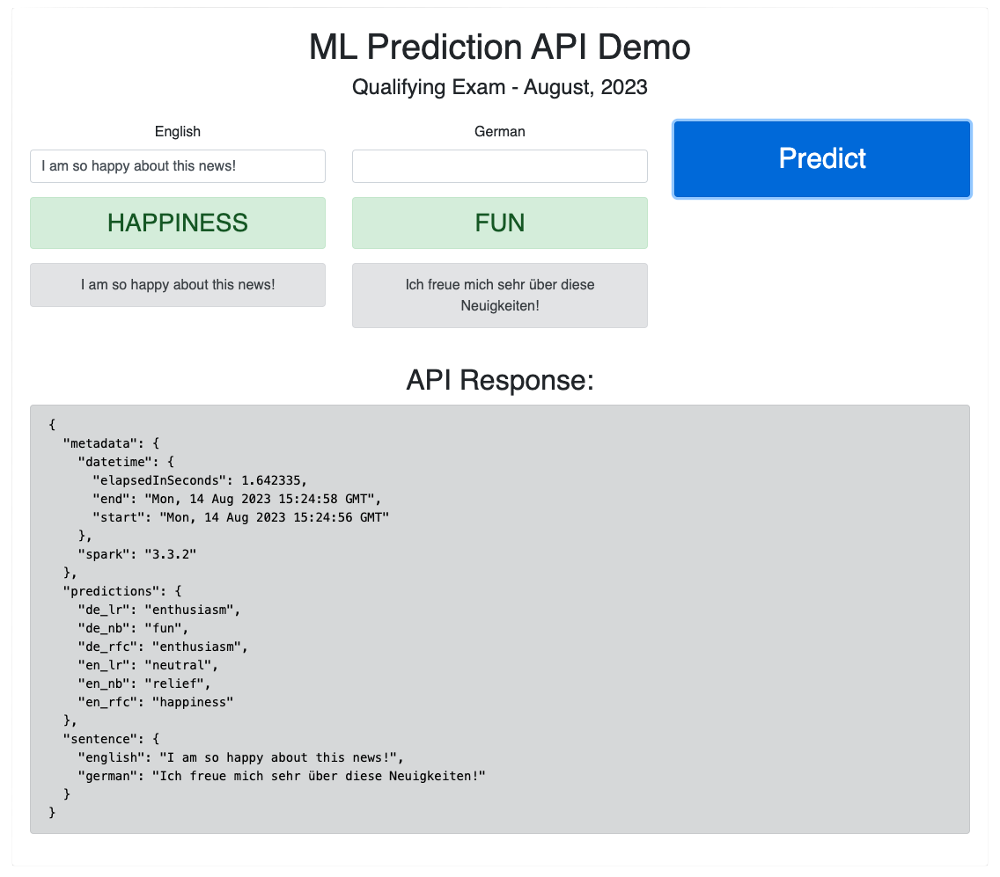 ML Prediction API Demo
Qualifying Exam - August, 2023
English
I am so happy about this news!
HAPPINESS
I am so happy about this news!
German
FUN
Ich freue mich sehr über diese
Neuigkeiten!
Predict
API Response:
{
  "metadata": {
    "datetime": {
      "elapsedInSeconds": 1.642335,
      "end": "Mon, 14 Aug 2023 15:24:58 GMT",
      "start": "Mon, 14 Aug 2023 15:24:56 GMT"
    },
    "spark": "3.3.2"
  },
  "predictions": {
    "de_lr": "enthusiasm",
    "de_nb": "fun",
    "de_rfc": "enthusiasm",
    "en_lr": "neutral",
    "en_nb": "relief",
    "en_rfc": "happiness"
  },
  "sentence": {
    "english": "I am so happy about this news!",
    "german": "Ich freue mich sehr über diese Neuigkeiten!"
  }
}